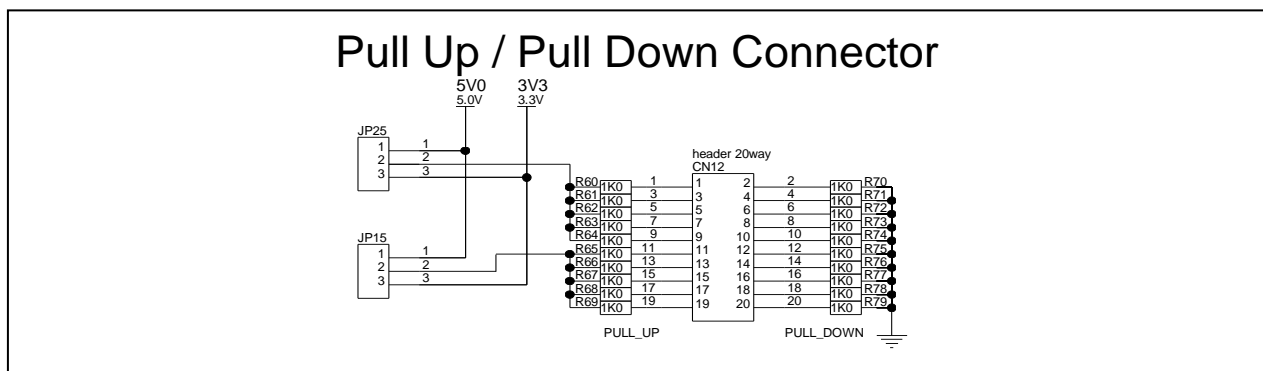 Pull Up / Pull Down Connector
5V0
5.0V
3V3
3.3V
JP25
1
2
3
1
2
3
JP15
1
2
3
1
2
3
header 20way
CN12
R60 1K0 1 1 2 2 1K0 R70
R61 1K0 3 3 4 4 1K0 R71
R62 1K0 5 5 6 6 1K0 R72
R63 1K0 7 7 8 8 1K0 R73
R64 1K0 9 9 10 10 1K0 R74
R65 1K0 11 11 12 12 1K0 R75
R66 1K0 13 13 14 14 1K0 R76
R67 1K0 15 15 16 16 1K0 R77
R68 1K0 17 17 18 18 1K0 R78
R69 1K0 19 19 20 20 1K0 R79
PULL_UP
PULL_DOWN